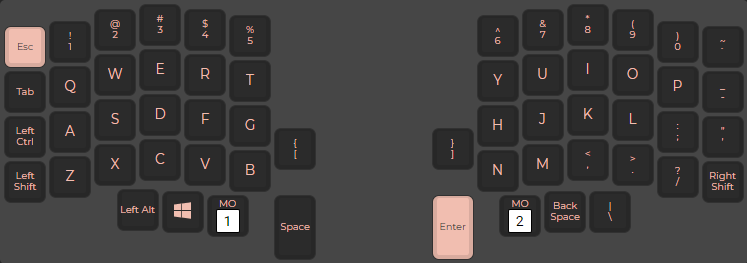 Esc
!
1
@
2
#
3
$
4
%
5
^
6
&
7
*
8
(
9
)
0
~
Tab
Q
W
E
R
T
Y
U
I
O
P
_
-
Left
Ctrl
A
S
D
F
G
{
[
}
]
H
J
K
L
:
;
"
Left
Shift
Z
X
C
V
B
N
M
<
,
>
.
?
/
Right
Shift
Left Alt
MO
1
Space
Enter
MO
2
Back
Space
|
\